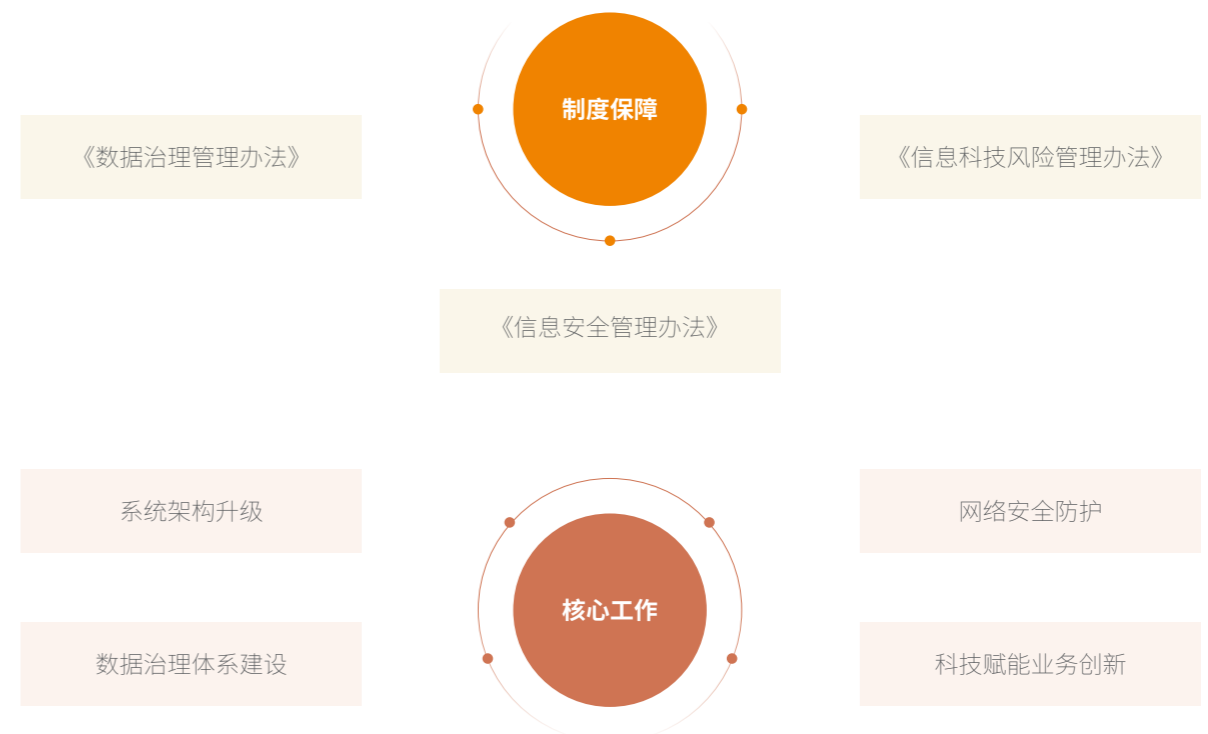 制度保障
《数据治理管理办法》
《信息科技风险管理办法》
《信息安全管理办法》
系统架构升级
网络安全防护
核心工作
数据治理体系建设
科技赋能业务创新